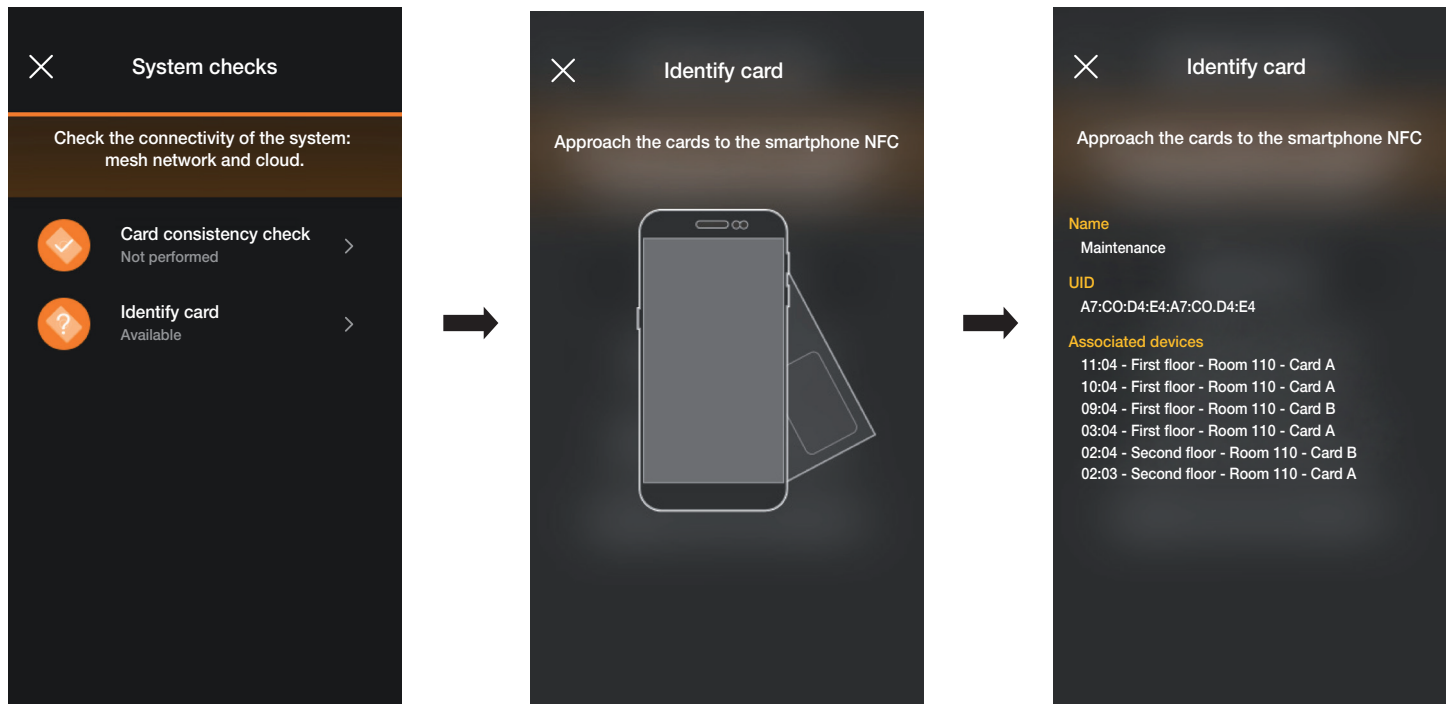 System checks
Check the connectivity of the system:
mesh network and cloud.
Card consistency check
Not performed
Identify card
Available
Identify card
Approach the cards to the smartphone NFC
Identify card
Approach the cards to the smartphone NFC
Name
Maintenance
UID
A7:CO:D4:E4:A7:CO.D4:E4
Associated devices
11:04 - First floor - Room 110 - Card A
10:04 - First floor - Room 110 - Card A
09:04 - First floor - Room 110 - Card B
03:04 - First floor - Room 110 - Card A
02:04 - Second floor - Room 110 - Card B
02:03 - Second floor - Room 110 - Card A